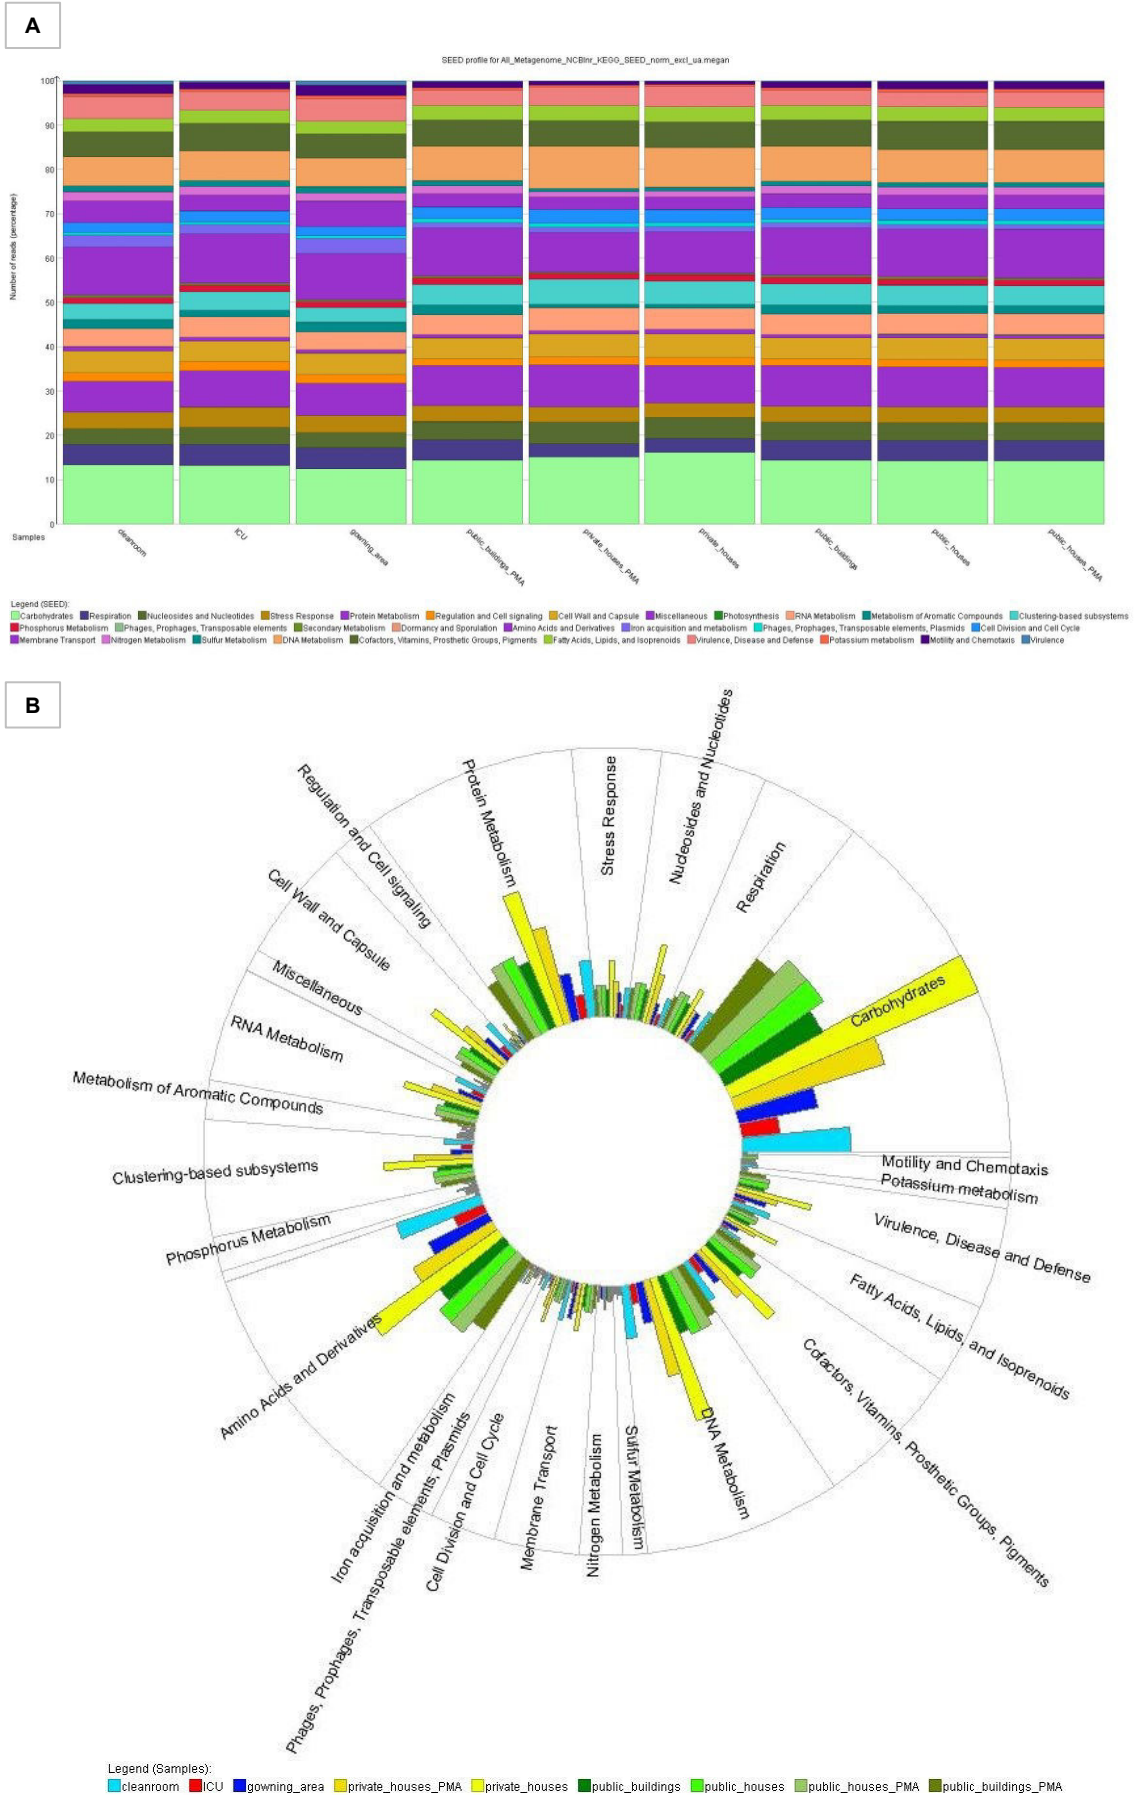 A
SEED profile for All_Metagenome_NCBInr_KEGG_SEED_norm_excl_ua.megan
Number of reads (percentage)
100
90
80
70
60
50
40
30
20
10
0
Samples
cleanroom
ICU
gowning_area
public_buildings_PMA
private_houses_PMA
private_houses
public_buildings
public_houses
public_houses_PMA
Legend (SEED):
Carbohydrates Respiration Nucleosides and Nucleotides Stress Response Protein Metabolism Regulation and Cell signaling Cell Wall and Capsule Miscellaneous Photosynthesis RNA Metabolism Metabolism of Aromatic Compounds Clustering-based subsystems
Phosphorus Metabolism Phages, Prophages, Transposable elements Secondary Metabolism Dormancy and Sporulation Amino Acids and Derivatives Iron acquisition and metabolism Phages, Prophages, Transposable elements, Plasmids Cell Division and Cell Cycle
Membrane Transport Nitrogen Metabolism Sulfur Metabolism DNA Metabolism Cofactors, Vitamins, Prosthetic Groups, Pigments Fatty Acids, Lipids, and Isoprenoids Virulence, Disease and Defense Potassium metabolism Motility and Chemotaxis Virulence
B
Nucleosides and Nucleotides
Stress Response
Protein Metabolism
Regulation and Cell signaling
Respiration
Cell Wall and Capsule
Carbohydrates
Miscellaneous
RNA Metabolism
Metabolism of Aromatic Compounds
Clustering-based subsystems
Motility and Chemotaxis
Potassium metabolism
Phosphorus Metabolism
Virulence, Disease and Defense
Fatty Acids, Lipids, and Isoprenoids
Amino Acids and Derivatives
Cofactors, Vitamins, Prosthetic Groups, Pigments
Iron acquisition and metabolism
Phages, Prophages, Transposable elements, Plasmids
Cell Division and Cell Cycle
Membrane Transport
Nitrogen Metabolism
Sulfur Metabolism
DNA Metabolism
Legend (Samples):
cleanroom ICU gowning_area private_houses_PMA private_houses public_buildings public_houses public_houses_PMA public_buildings_PMA